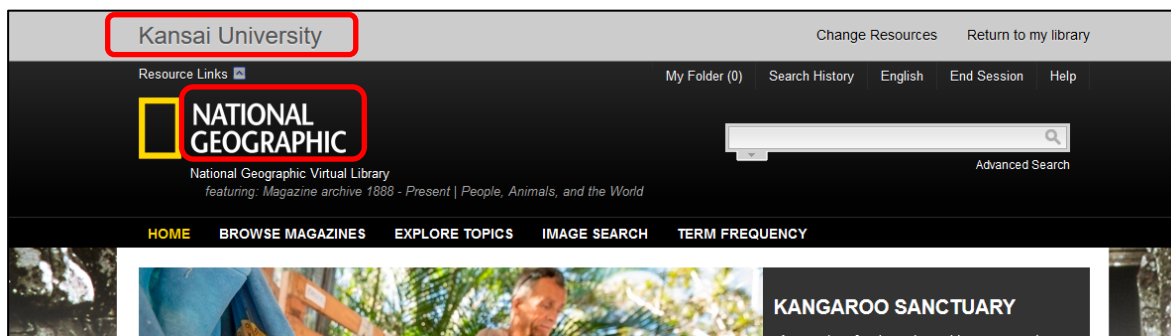 Kansai University
Change Resources Return to my library
Resource Links
My Folder (0) Search History English End Session Help
NATIONAL
GEOGRAPHIC
National Geographic Virtual Library
featuring: Magazine archive 1888 - Present | People, Animals, and the World
Advanced Search
HOME BROWSE MAGAZINES EXPLORE TOPICS IMAGE SEARCH TERM FREQUENCY
KANGAROO SANCTUARY